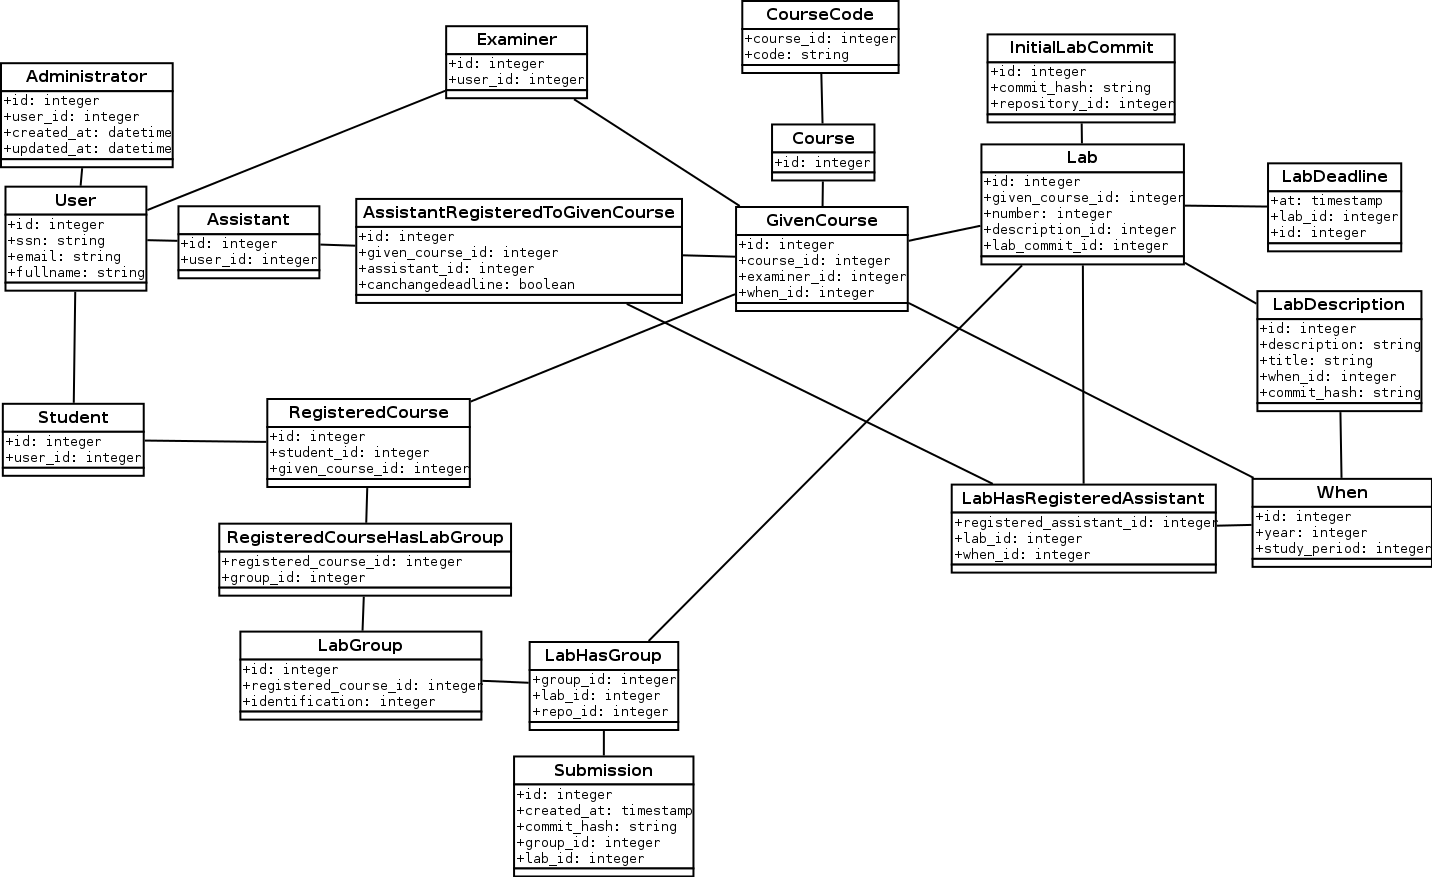 CourseCode
+course_id: integer
+code: string
Examiner
+id: integer
+user_id: integer
InitialLabCommit
+id: integer
+commit_hash: string
+repository_id: integer
Administrator
+id: integer
+user_id: integer
+created_at: datetime
+updated_at: datetime
Course
+id: integer
Lab
+id: integer
+given_course_id: integer
+number: integer
+description_id: integer
+lab_commit_id: integer
LabDeadline
+at: timestamp
+lab_id: integer
+id: integer
User
+id: integer
+ssn: string
+email: string
+fullname: string
Assistant
+id: integer
+user_id: integer
AssistantRegisteredToGivenCourse
+id: integer
+given_course_id: integer
+assistant_id: integer
+canchangedeadline: boolean
GivenCourse
+id: integer
+course_id: integer
+examiner_id: integer
+when_id: integer
LabDescription
+id: integer
+description: string
+title: string
+when_id: integer
+commit_hash: string
Student
+id: integer
+user_id: integer
RegisteredCourse
+id: integer
+student_id: integer
+given_course_id: integer
LabHasRegisteredAssistant
+registered_assistant_id: integer
+lab_id: integer
+when_id: integer
When
+id: integer
+year: integer
+study_period: integer
RegisteredCourseHasLabGroup
+registered_course_id: integer
+group_id: integer
LabGroup
+id: integer
+registered_course_id: integer
+identification: integer
LabHasGroup
+group_id: integer
+lab_id: integer
+repo_id: integer
Submission
+id: integer
+created_at: timestamp
+commit_hash: string
+group_id: integer
+lab_id: integer